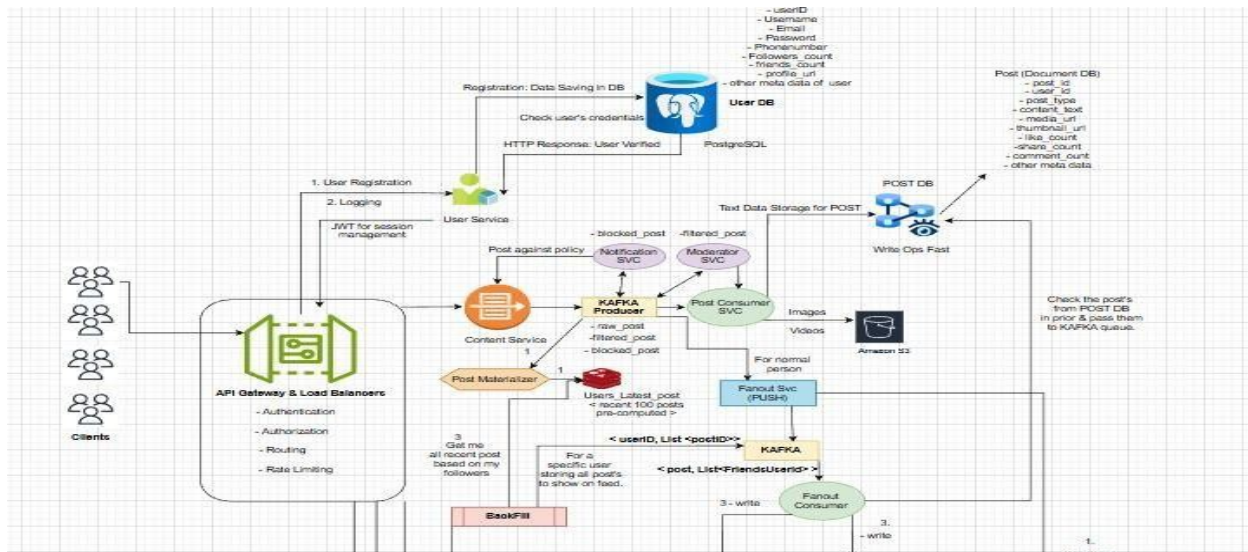 - userID
- Username
- Email
- Password
- Phonenumber
- Followers_count
- friends_count
- profile_url
- other meta data of user
Registration: Data Saving in DB
User DB
Check user's credentials
HTTP Response: User Verified
PostgreSQL
Post (Document DB)
- post_id
- user_id
- post_type
- content_text
- media_url
- thumbnail_url
- like_count
-share_count
- comment_ount
- other meta data
1. User Registration
2. Logging
User Service
JWT for session
management
POST DB
Text Data Storage for POST
Write Ops Fast
- blocked_post
-filtered_post
Post against policy
Notification
SVC
Moderator
SVC
KAFKA
Producer
Post Consumer
SVC
Images
Videos
Amazon S3
Check the post's
from POST DB
in prior & pass them
to KAFKA queue.
Content Service
- raw_post
-filtered_post
- blocked_post
1
Post Materializer
1
Users_Latest_post
< recent 100 posts
pre-computed >
For normal
person
Fanout Svc
(PUSH)
API Gateway & Load Balancers
- Authentication
- Authorization
- Routing
- Rate Limiting
Clients
3
Get me
all recent post
based on my
followers
For a
specific user
storing all post's
to show on feed.
< userID, List <postID>>
KAFKA
< post, List<FriendsUserid> >
BackFill
3 - write
Fanout
Consumer
3.
- write
1.